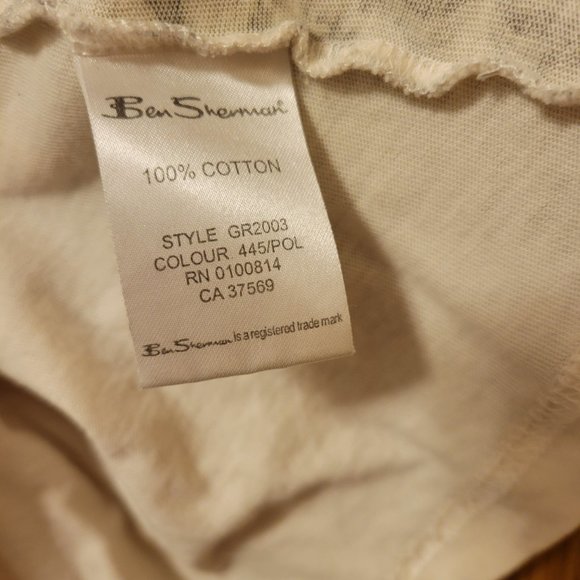 Ben Sherman®
100% COTTON
STYLE GR2003
COLOUR 445/POL
RN 0100814
CA 37569
Ben Sherman is a registered trade mark